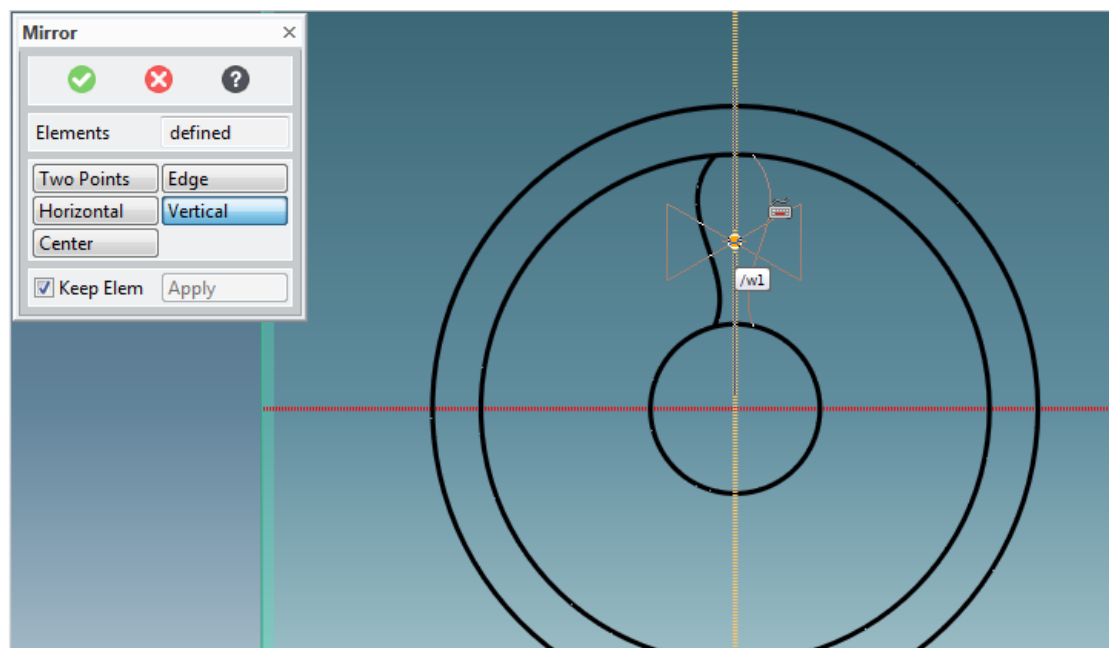 Mirror
Elements defined
Two Points Edge
Horizontal Vertical
Center
Keep Elem Apply
/w1